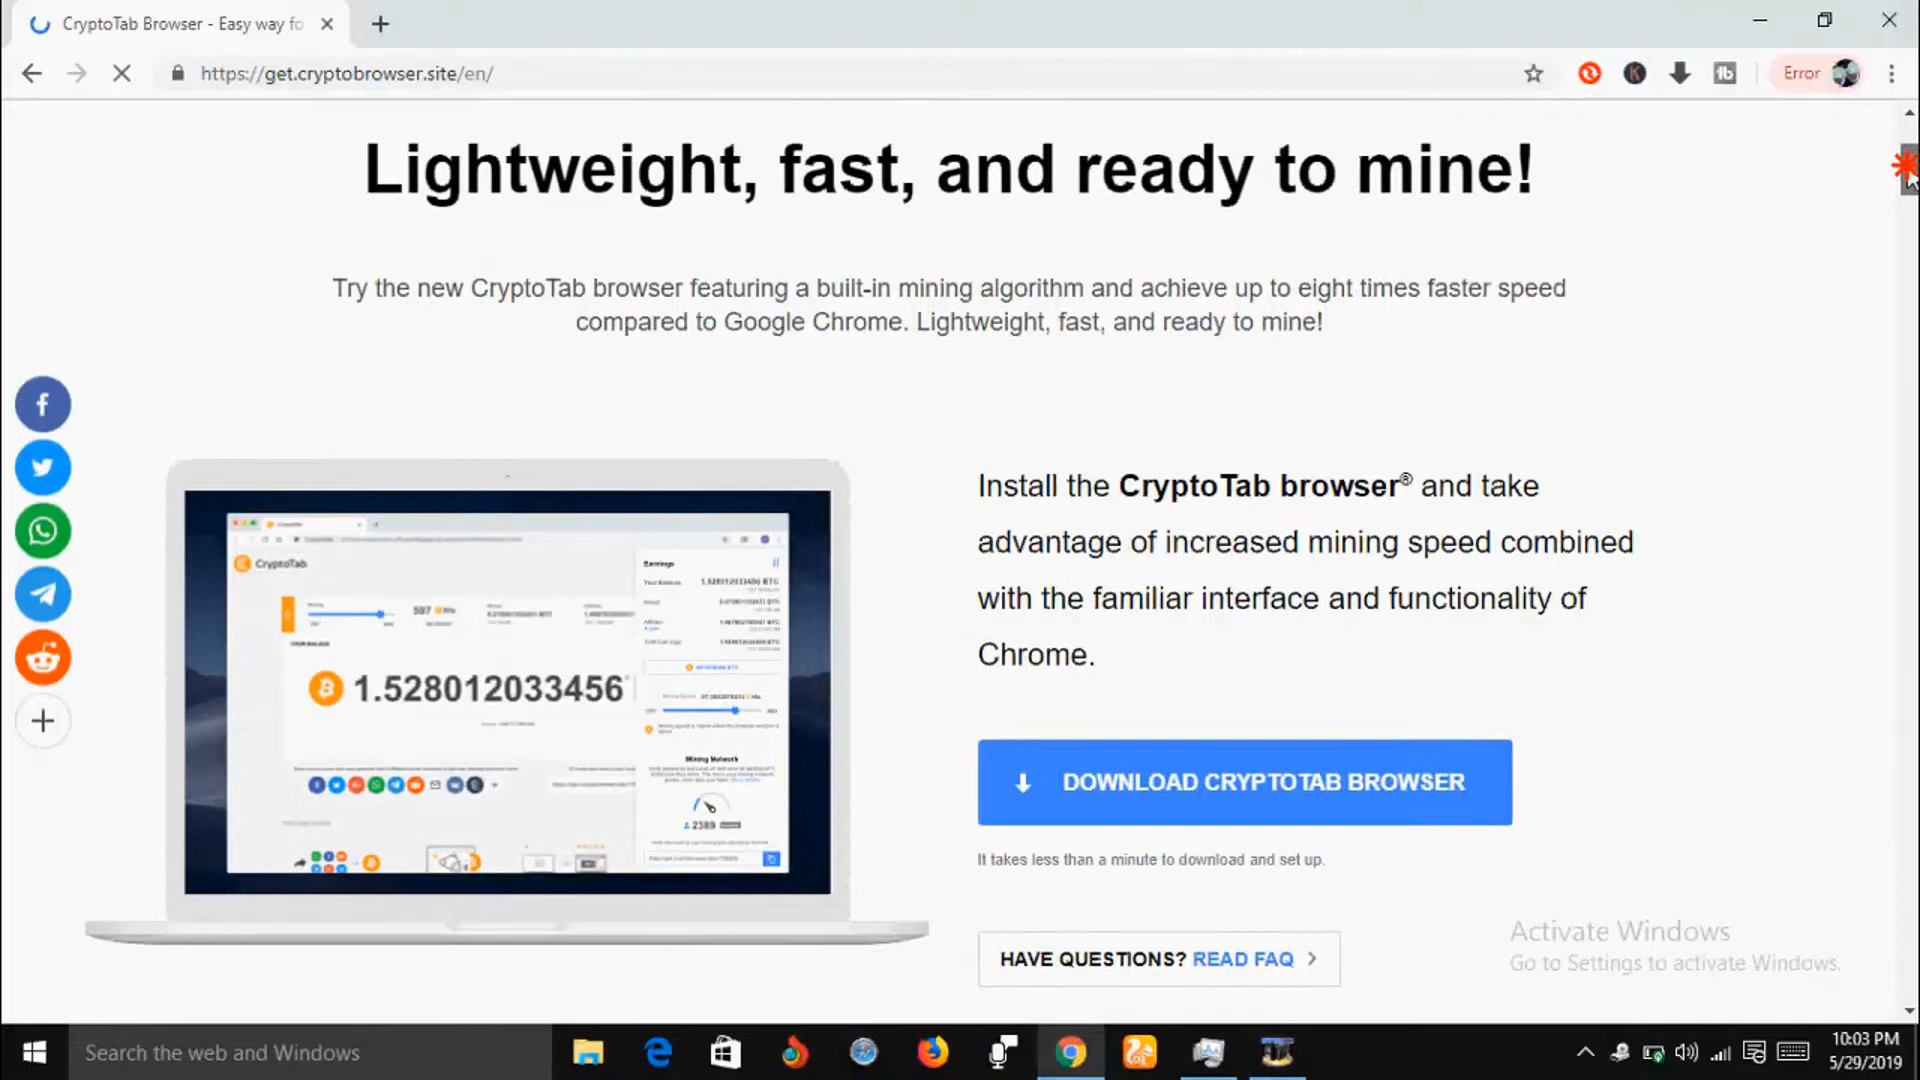 CryptoTab Browser - Easy way fo
https://get.cryptobrowser.site/en/
Error
Lightweight, fast, and ready to mine!
Try the new CryptoTab browser featuring a built-in mining algorithm and achieve up to eight times faster speed
compared to Google Chrome. Lightweight, fast, and ready to mine!
CryptoTab
Earnings
597
1.528012033456
Mining Network
2389
Install the CryptoTab browser® and take
advantage of increased mining speed combined
with the familiar interface and functionality of
Chrome.
DOWNLOAD CRYPTOTAB BROWSER
It takes less than a minute to download and set up.
HAVE QUESTIONS? READ FAQ
Activate Windows
Go to Settings to activate Windows.
Search the web and Windows
10:03 PM
5/29/2019